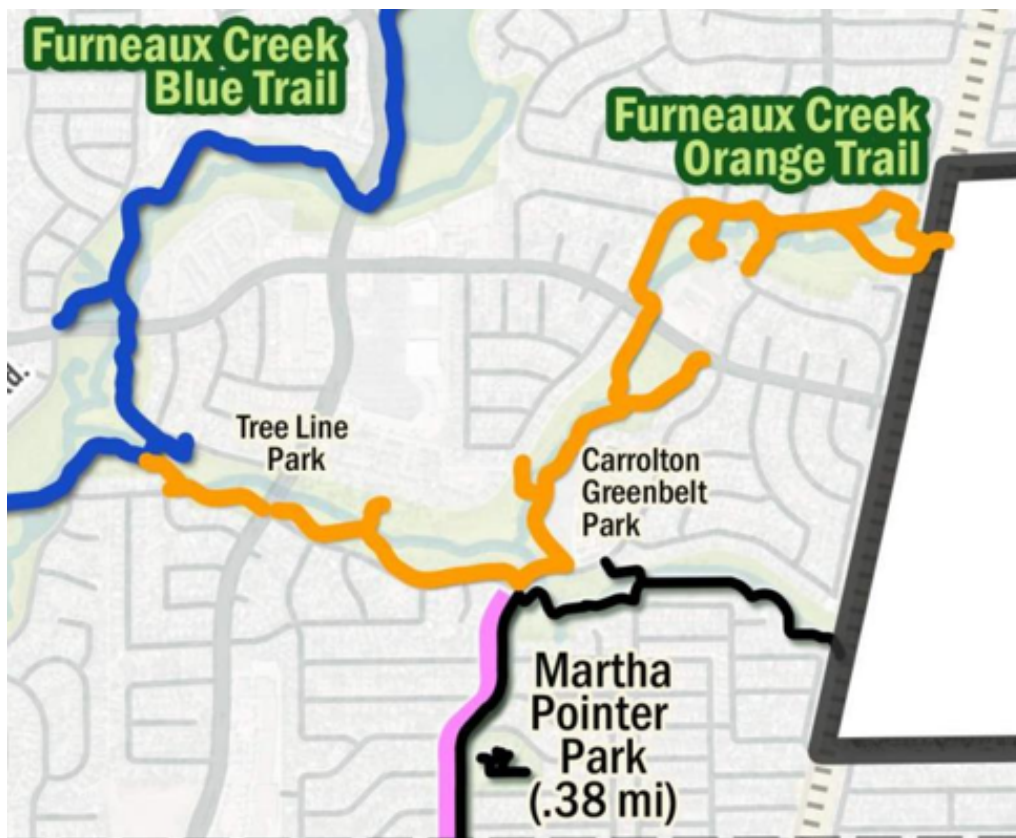 Furneaux Creek
Blue Trail
Furneaux Creek
Orange Trail
d.
Tree Line
Park
Carrolton
Greenbelt
Park
Martha
Pointer
Park
(.38 mi)